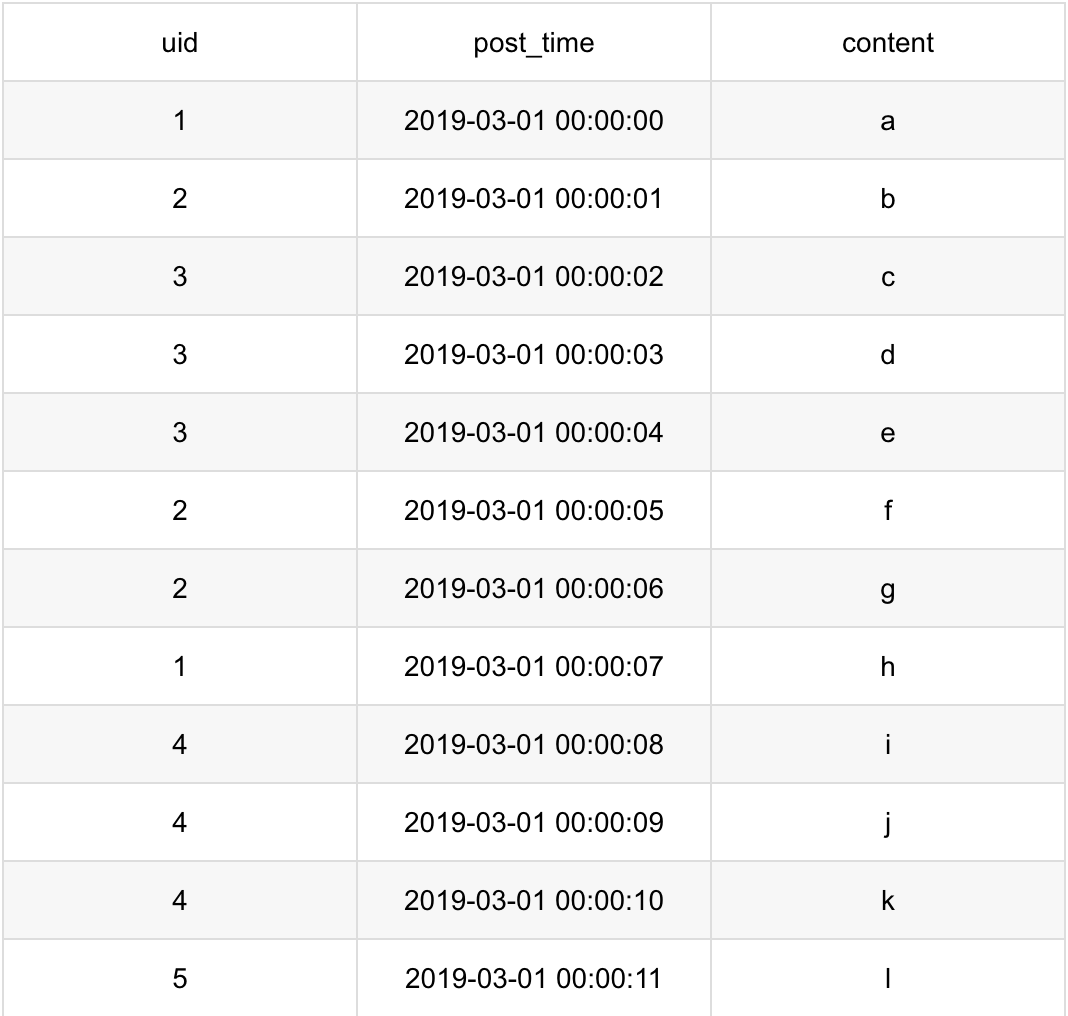 uid post_time content
1 2019-03-01 00:00:00 a
2 2019-03-01 00:00:01 b
3 2019-03-01 00:00:02 c
3 2019-03-01 00:00:03 d
3 2019-03-01 00:00:04 e
2 2019-03-01 00:00:05 f
2 2019-03-01 00:00:06 g
1 2019-03-01 00:00:07 h
4 2019-03-01 00:00:08 i
4 2019-03-01 00:00:09 j
4 2019-03-01 00:00:10 k
5 2019-03-01 00:00:11 l